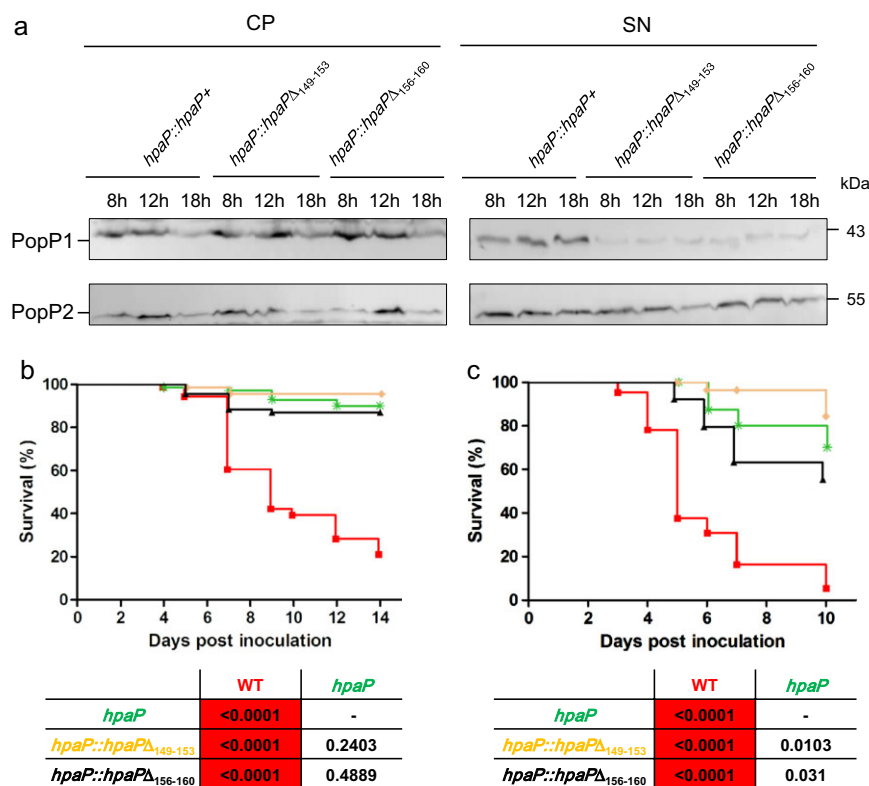 a
CP SN
hpaP::hpaP+ hpaP::hpaPΔ149-153 hpaP::hpaPΔ156-160 hpaP::hpaP+ hpaP::hpaPΔ149-153 hpaP::hpaPΔ156-160
8h 12h 18h 8h 12h 18h 8h 12h 18h 8h 12h 18h 8h 12h 18h 8h 12h 18h kDa
PopP1 43
PopP2 55
b
100
80
60
40
20
0
Survival (%)
0 2 4 6 8 10 12 14
Days post inoculation
WT hpaP
hpaP <0.0001 -
hpaP::hpaPΔ149-153 <0.0001 0.2403
hpaP::hpaPΔ156-160 <0.0001 0.4889
c
100
80
60
40
20
0
Survival (%)
0 2 4 6 8 10
Days post inoculation
WT hpaP
hpaP <0.0001 -
hpaP::hpaPΔ149-153 <0.0001 0.0103
hpaP::hpaPΔ156-160 <0.0001 0.031